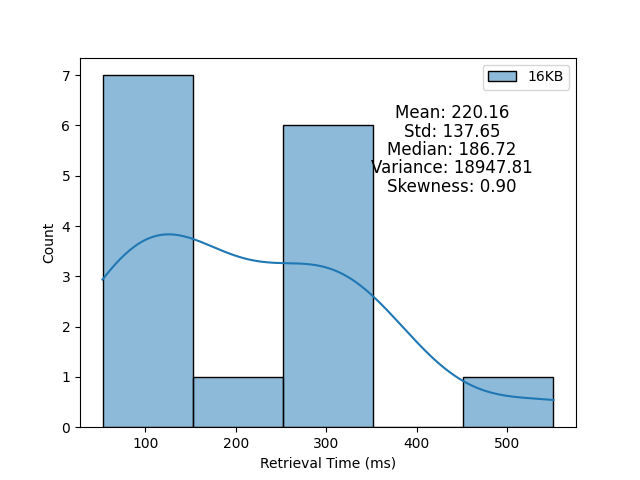 16KB
Mean: 220.16
Std: 137.65
Median: 186.72
Variance: 18947.81
Skewness: 0.90
Count
7
6
5
4
3
2
1
0
100 200 300 400 500
Retrieval Time (ms)